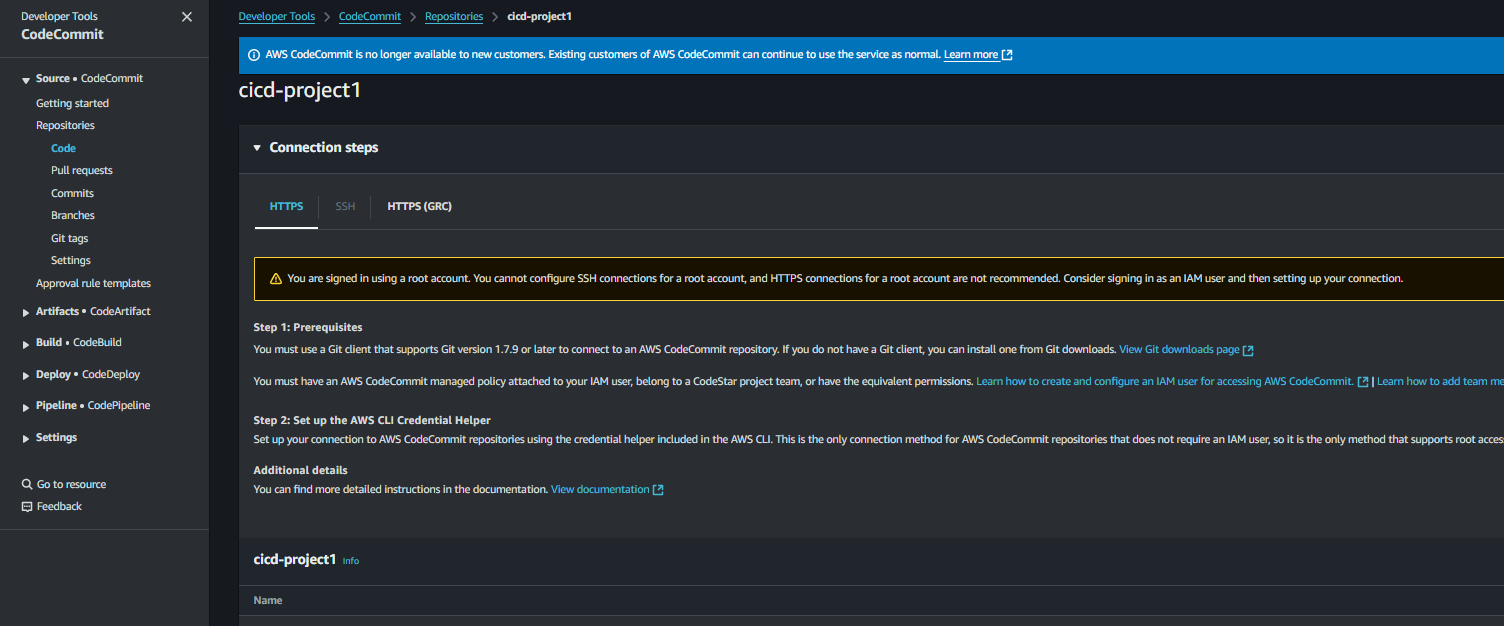 Developer Tools
CodeCommit
Source • CodeCommit
Getting started
Repositories
Code
Pull requests
Commits
Branches
Git tags
Settings
Approval rule templates
Artifacts • CodeArtifact
Build • CodeBuild
Deploy • CodeDeploy
Pipeline • CodePipeline
Settings
Go to resource
Feedback
Developer Tools > CodeCommit > Repositories > cicd-project1
AWS CodeCommit is no longer available to new customers. Existing customers of AWS CodeCommit can continue to use the service as normal. Learn more
cicd-project1
Connection steps
HTTPS SSH HTTPS (GRC)
You are signed in using a root account. You cannot configure SSH connections for a root account, and HTTPS connections for a root account are not recommended. Consider signing in as an IAM user and then setting up your connection.
Step 1: Prerequisites
You must use a Git client that supports Git version 1.7.9 or later to connect to an AWS CodeCommit repository. If you do not have a Git client, you can install one from Git downloads. View Git downloads page
You must have an AWS CodeCommit managed policy attached to your IAM user, belong to a CodeStar project team, or have the equivalent permissions. Learn how to create and configure an IAM user for accessing AWS CodeCommit. | Learn how to add team me
Step 2: Set up the AWS CLI Credential Helper
Set up your connection to AWS CodeCommit repositories using the credential helper included in the AWS CLI. This is the only connection method for AWS CodeCommit repositories that does not require an IAM user, so it is the only method that supports root acces
Additional details
You can find more detailed instructions in the documentation. View documentation
cicd-project1 Info
Name